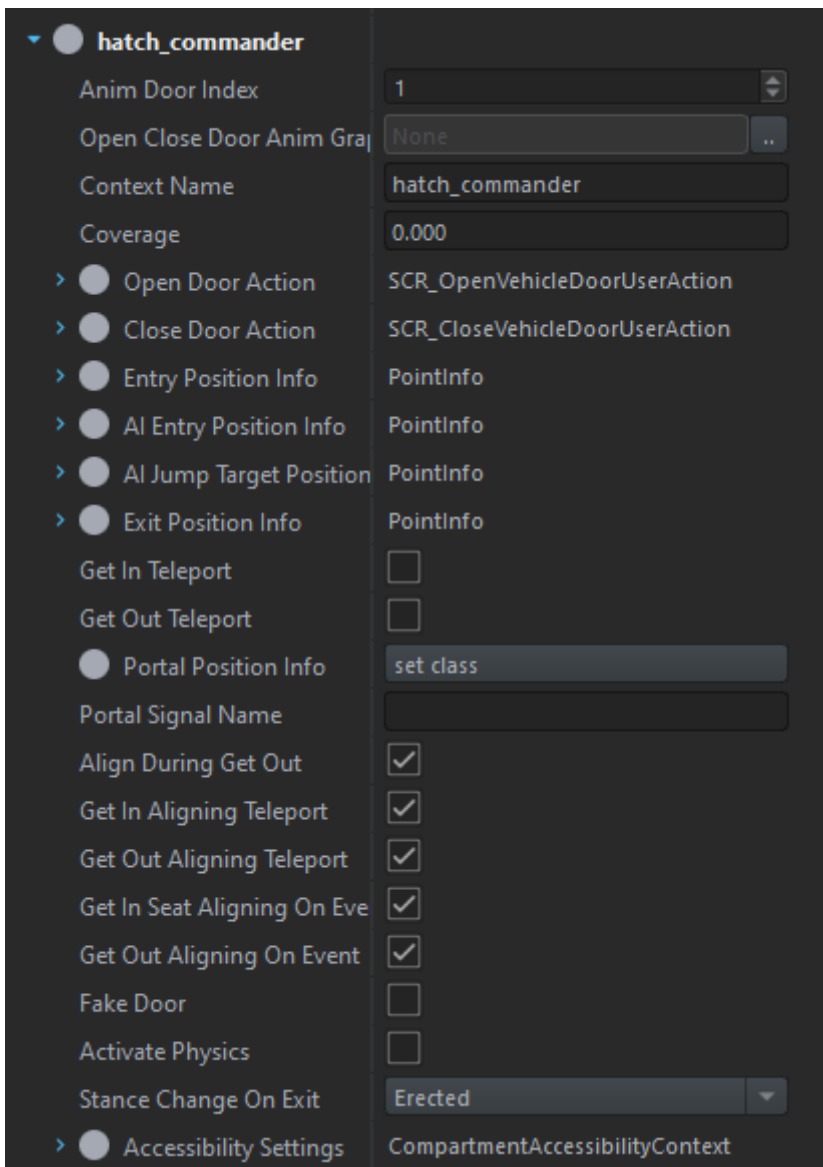 hatch_commander
Anim Door Index 1
Open Close Door Anim Grap None ..
Context Name hatch_commander
Coverage 0.000
Open Door Action SCR_OpenVehicleDoorUserAction
Close Door Action SCR_CloseVehicleDoorUserAction
Entry Position Info PointInfo
AI Entry Position Info PointInfo
AI Jump Target Position PointInfo
Exit Position Info PointInfo
Get In Teleport
Get Out Teleport
Portal Position Info set class
Portal Signal Name
Align During Get Out
Get In Aligning Teleport
Get Out Aligning Teleport
Get In Seat Aligning On Eve
Get Out Aligning On Event
Fake Door
Activate Physics
Stance Change On Exit Erected
Accessibility Settings CompartmentAccessibilityContext